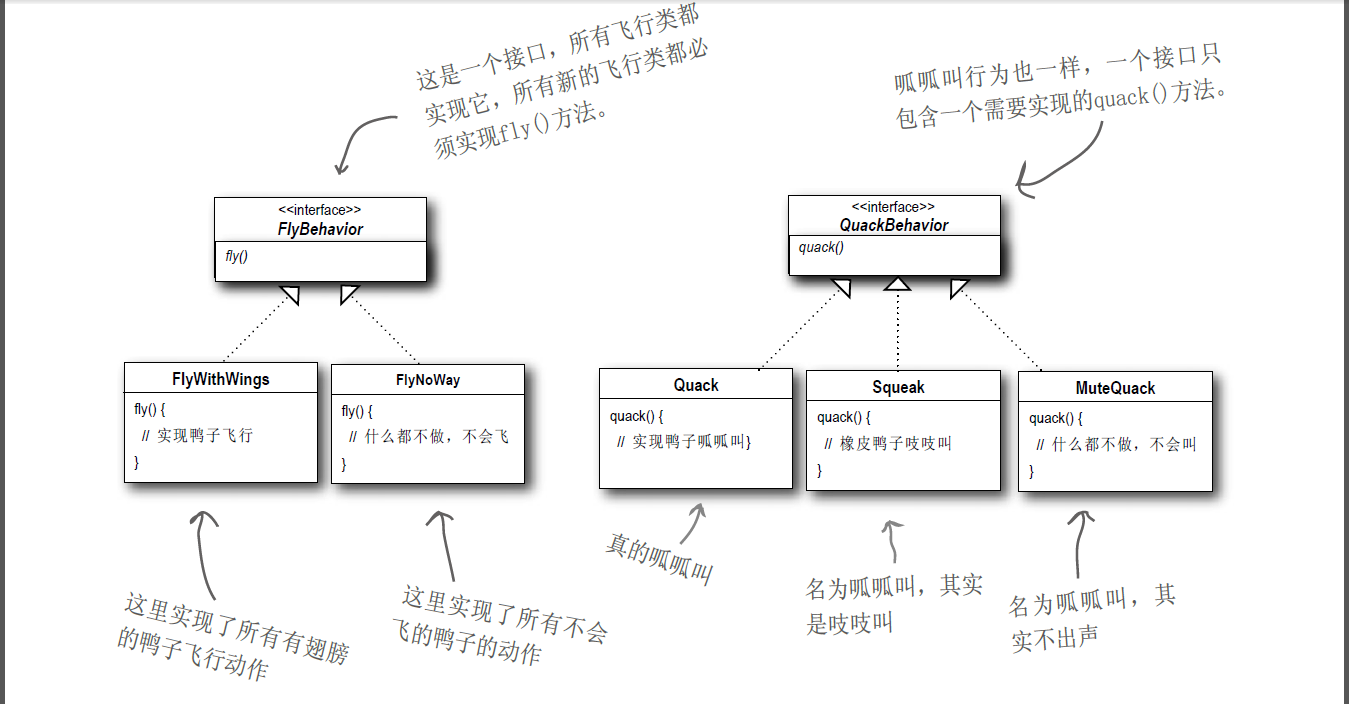 这是一个接口，所有飞行类都
实现它，所有新的飞行类都必
须实现fly()方法。
呱呱叫行为也一样，一个接口只
包含一个需要实现的quack()方法。
<<interface>>
FlyBehavior
fly()
<<interface>>
QuackBehavior
quack()
FlyWithWings
fly() {
// 实现鸭子飞行
}
FlyNoWay
fly() {
// 什么都不做，不会飞
}
Quack
quack() {
// 实现鸭子呱呱叫}
Squeak
quack() {
// 橡皮鸭子吱吱叫
}
MuteQuack
quack() {
// 什么都不做，不会叫
}
这里实现了所有有翅膀
的鸭子飞行动作
这里实现了所有不会
飞的鸭子的动作
真的呱呱叫
名为呱呱叫，其实
是吱吱叫
名为呱呱叫，其
实不出声